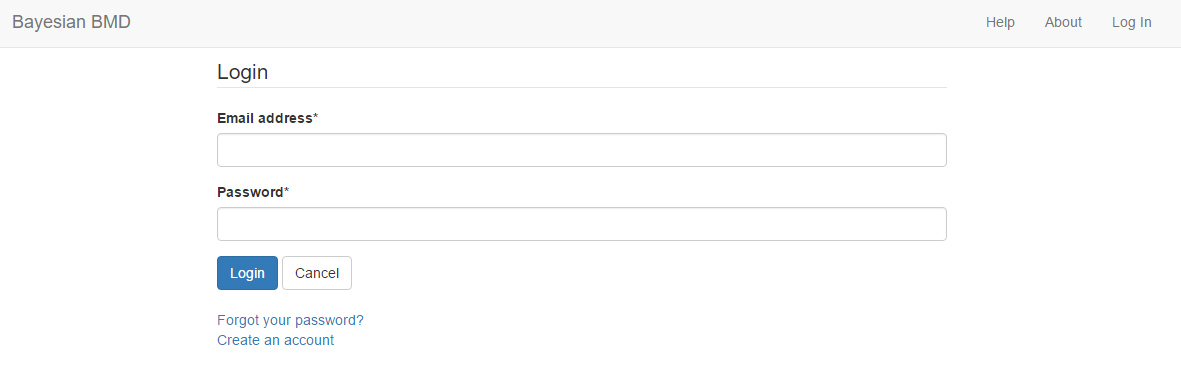 Bayesian BMD Help About Log In
Login
Email address*
Password*
Login Cancel
Forgot your password?
Create an account